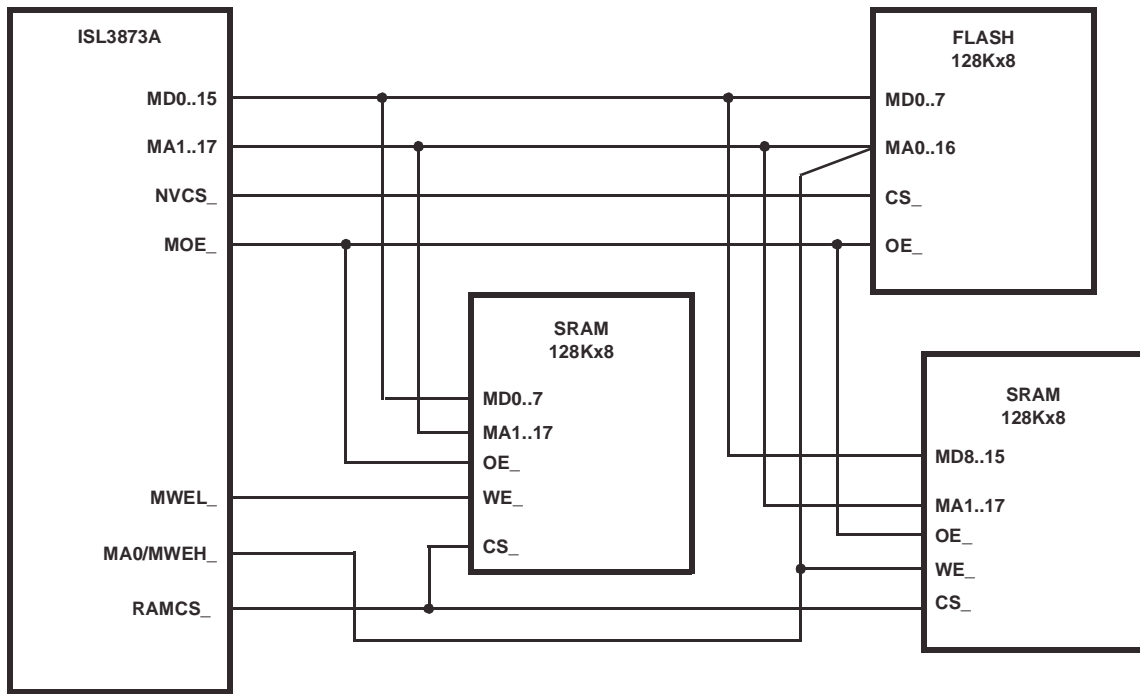 ISL3873A
MD0..15
MA1..17
NVCS_
MOE_
MWEL_
MA0/MWEH_
RAMCS_
FLASH
128Kx8
MD0..7
MA0..16
CS_
OE_
SRAM
128Kx8
MD0..7
MA1..17
OE_
WE_
CS_
SRAM
128Kx8
MD8..15
MA1..17
OE_
WE_
CS_